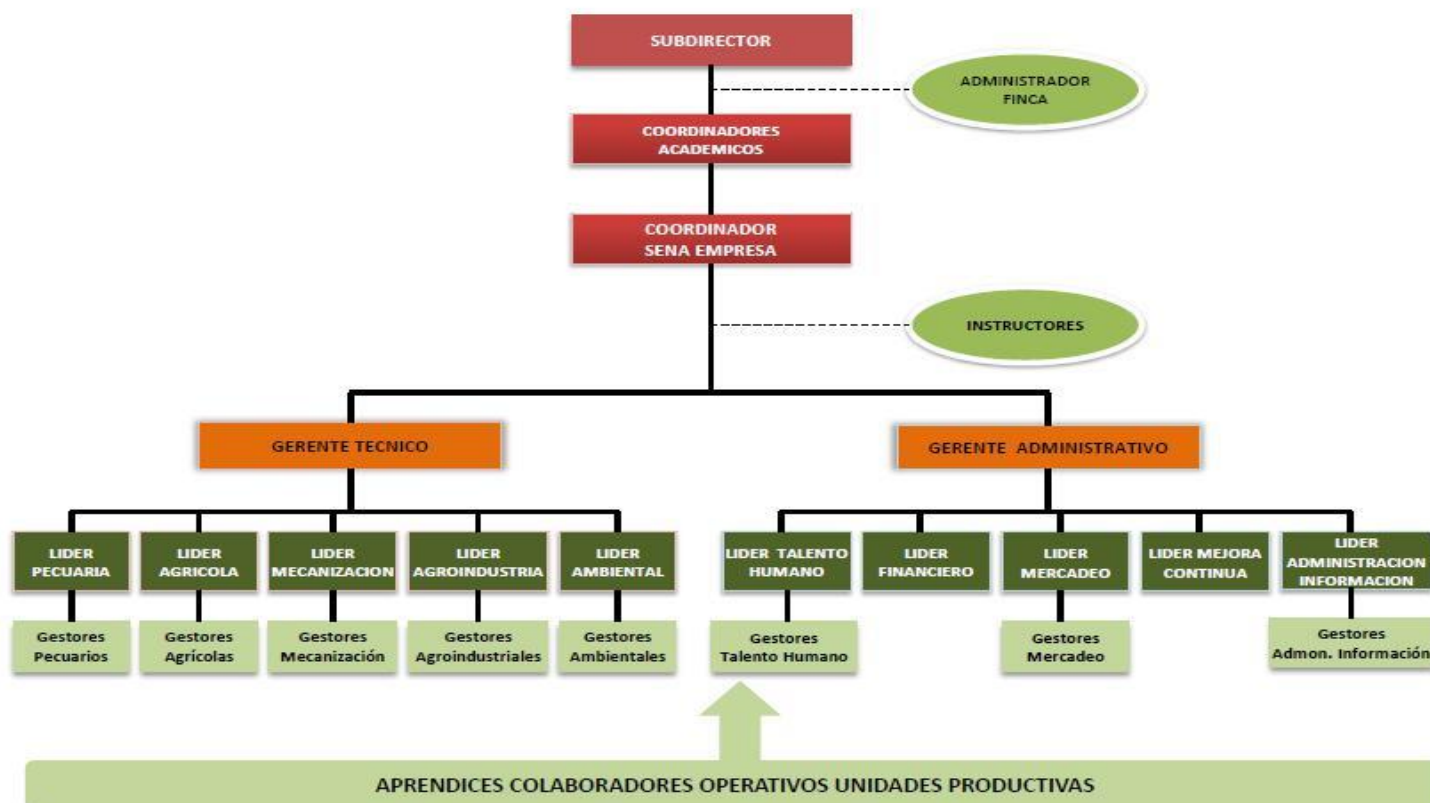 SUBDIRECTOR
ADMINISTRADOR
FINCA
COORDINADORES
ACADEMICOS
COORDINADOR
SENA EMPRESA
INSTRUCTORES
GERENTE TECNICO
GERENTE ADMINISTRATIVO
LIDER
PECUARIA
LIDER
AGRICOLA
LIDER
MECANIZACION
LIDER
AGROINDUSTRIA
LIDER
AMBIENTAL
LIDER TALENTO
HUMANO
LIDER
FINANCIERO
LIDER
MERCADEO
LIDER MEJORA
CONTINUA
LIDER
ADMINISTRACION
INFORMACION
Gestores
Pecuarios
Gestores
Agrícolas
Gestores
Mecanización
Gestores
Agroindustriales
Gestores
Ambientales
Gestores
Talento Humano
Gestores
Mercadeo
Gestores
Admon. Información
APRENDICES COLABORADORES OPERATIVOS UNIDADES PRODUCTIVAS